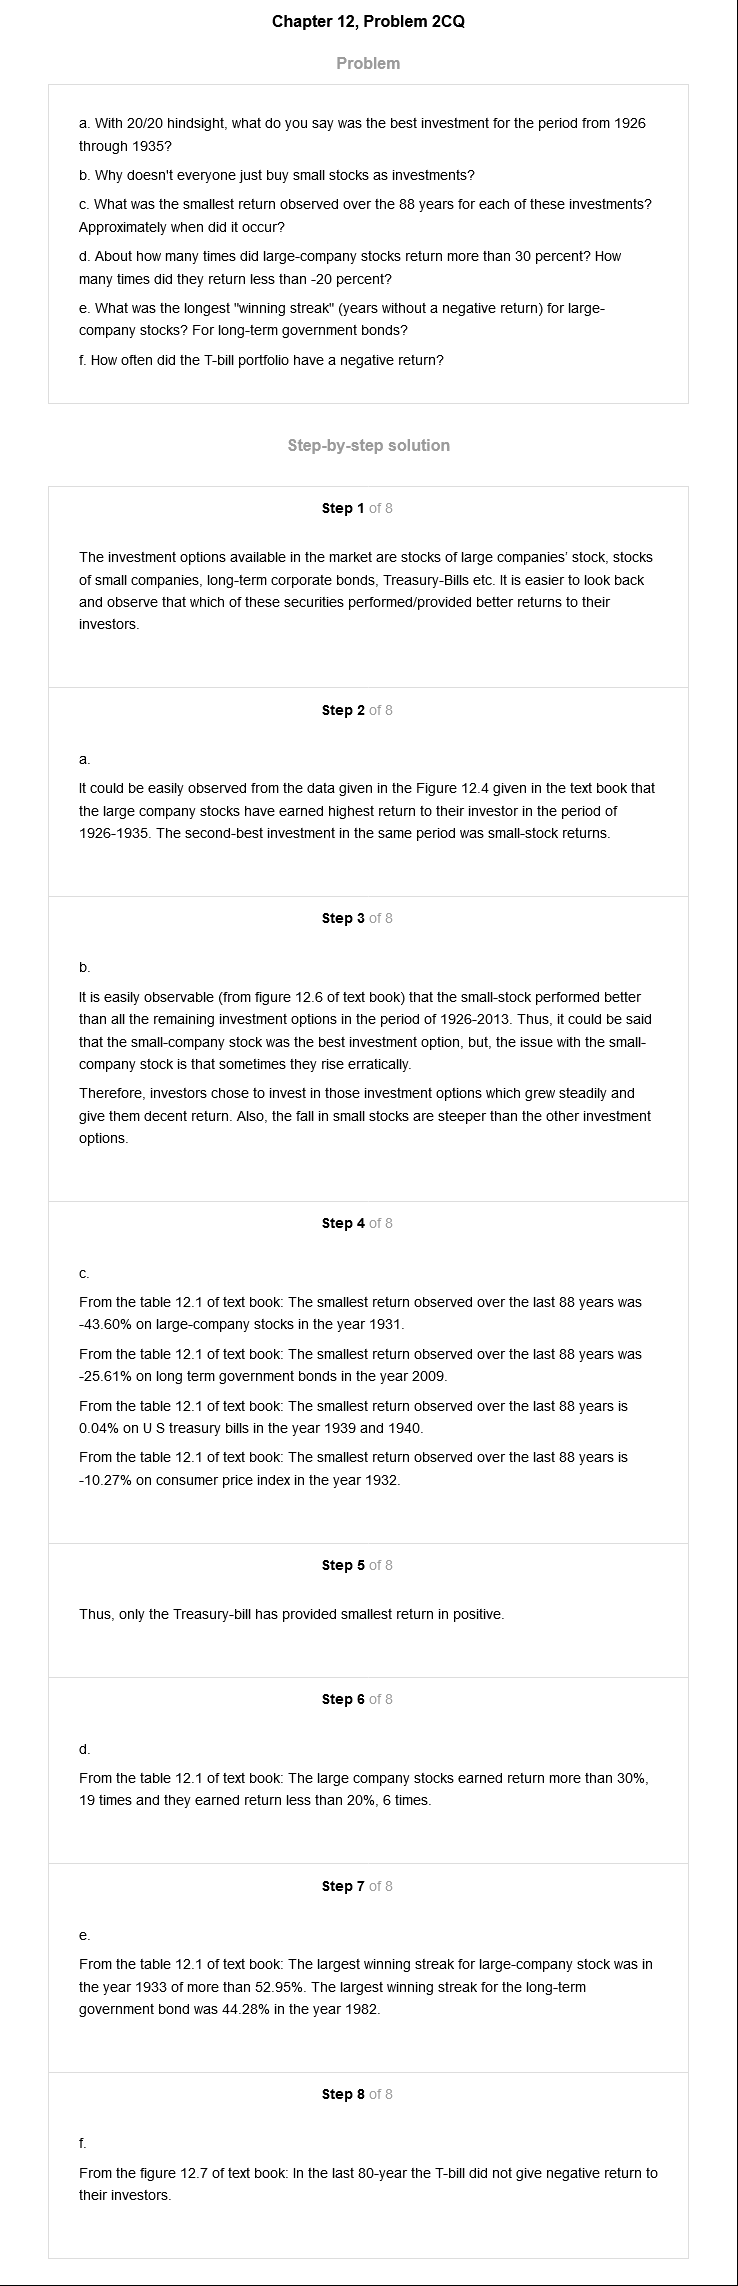 Chapter 12, Problem 2CQ
Problem
a. With 20/20 hindsight, what do you say was the best investment for the period from 1926
through 1935?
b. Why doesn't everyone just buy small stocks as investments?
c. What was the smallest return observed over the 88 years for each of these investments?
Approximately when did it occur?
d. About how many times did large-company stocks return more than 30 percent? How
many times did they return less than -20 percent?
e. What was the longest "winning streak" (years without a negative return) for large-
company stocks? For long-term government bonds?
f. How often did the T-bill portfolio have a negative return?
Step-by-step solution
Step 1 of 8
The investment options available in the market are stocks of large companies' stock, stocks
of small companies, long-term corporate bonds, Treasury-Bills etc. It is easier to look back
and observe that which of these securities performed/provided better returns to their
investors.
Step 2 of 8
a.
It could be easily observed from the data given in the Figure 12.4 given in the text book that
the large company stocks have earned highest return to their investor in the period of
1926-1935. The second-best investment in the same period was small-stock returns.
Step 3 of 8
b.
It is easily observable (from figure 12.6 of text book) that the small-stock performed better
than all the remaining investment options in the period of 1926-2013. Thus, it could be said
that the small-company stock was the best investment option, but, the issue with the small-
company stock is that sometimes they rise erratically.
Therefore, investors chose to invest in those investment options which grew steadily and
give them decent return. Also, the fall in small stocks are steeper than the other investment
options.
Step 4 of 8
c.
From the table 12.1 of text book: The smallest return observed over the last 88 years was
-43.60% on large-company stocks in the year 1931.
From the table 12.1 of text book: The smallest return observed over the last 88 years was
-25.61% on long term government bonds in the year 2009.
From the table 12.1 of text book: The smallest return observed over the last 88 years is
0.04% on U S treasury bills in the year 1939 and 1940.
From the table 12.1 of text book: The smallest return observed over the last 88 years is
-10.27% on consumer price index in the year 1932.
Step 5 of 8
Thus, only the Treasury-bill has provided smallest return in positive.
Step 6 of 8
d.
From the table 12.1 of text book: The large company stocks earned return more than 30%,
19 times and they earned return less than 20%, 6 times.
Step 7 of 8
e.
From the table 12.1 of text book: The largest winning streak for large-company stock was in
the year 1933 of more than 52.95%. The largest winning streak for the long-term
government bond was 44.28% in the year 1982.
Step 8 of 8
f.
From the figure 12.7 of text book: In the last 80-year the T-bill did not give negative return to
their investors.